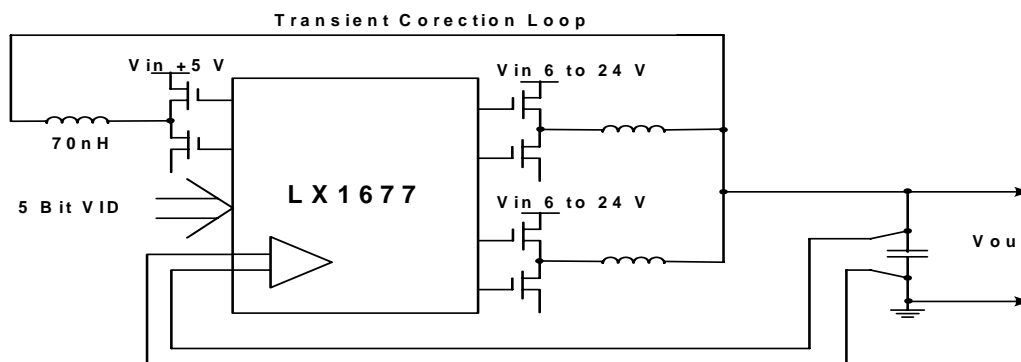 Transient Corection Loop
Vin +5 V
Vin 6 to 24 V
70nH
LX1677
5 Bit VID
Vin 6 to 24 V
Vou